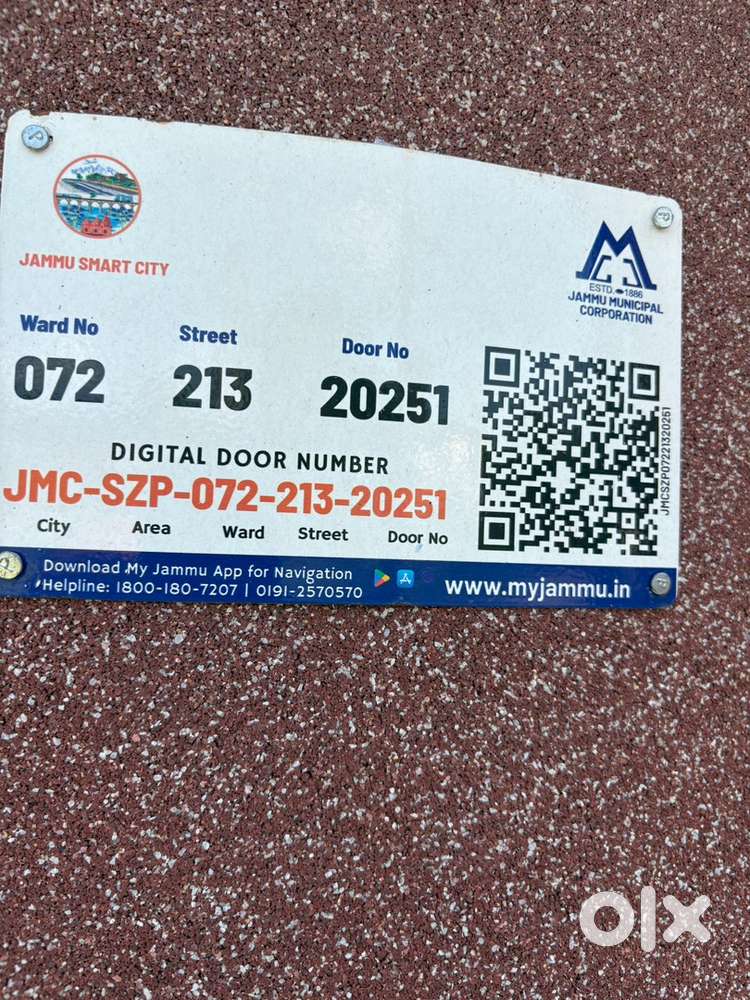 JAMMU SMART CITY
ESTD. 1886
JAMMU MUNICIPAL
CORPORATION
Ward No Street Door No
072 213 20251
DIGITAL DOOR NUMBER
JMC-SZP-072-213-20251
City Area Ward Street Door No
JMCSZP07221320251
Download My Jammu App for Navigation
Helpline: 1800-180-7207 | 0191-2570570
www.myjammu.in
olx